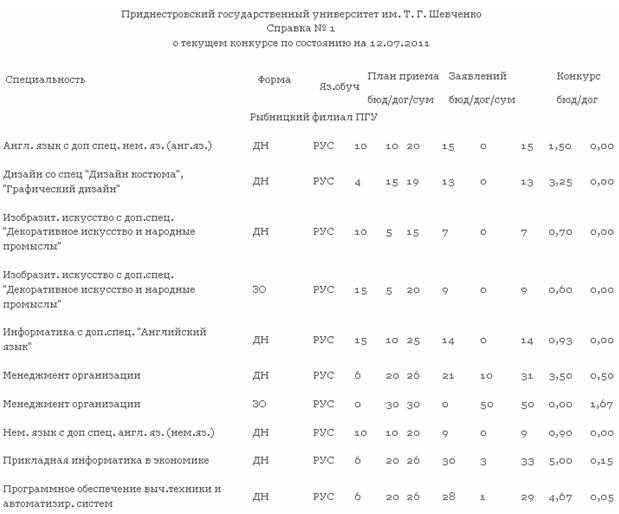 Приднестровский государственный университет им. Т. Г. Шевченко
Справка № 1
о текущем конкурсе по состоянию на 12.07.2011
Специальность Форма Яз.обуч План приема Заявлений Конкурс
бюд/дог/сум бюд/дог/сум бюд/дог
Рыбницкий филиал ПГУ
Англ. язык с доп спец. нем. яз. (анг.яз.) ДН РУС 10 10 20 15 0 15 1,50 0,00
Дизайн со спец "Дизайн костюма",
"Графический дизайн" ДН РУС 4 15 19 13 0 13 3,25 0,00
Изобразит. искусство с доп.спец.
"Декоративное искусство и народные
промыслы" ДН РУС 10 5 15 7 0 7 0,70 0,00
Изобразит. искусство с доп.спец.
"Декоративное искусство и народные
промыслы" ЗО РУС 15 5 20 9 0 9 0,60 0,00
Информатика с доп.спец. "Английский
язык" ДН РУС 15 10 25 14 0 14 0,93 0,00
Менеджмент организации ДН РУС 6 20 26 21 10 31 3,50 0,50
Менеджмент организации ЗО РУС 0 30 30 0 50 50 0,00 1,67
Нем. язык с доп спец. англ. яз. (нем.яз.) ДН РУС 10 10 20 9 0 9 0,90 0,00
Прикладная информатика в экономике ДН РУС 6 20 26 30 3 33 5,00 0,15
Программное обеспечение выч.техники и
автоматизир. систем ДН РУС 6 20 26 28 1 29 4,67 0,05